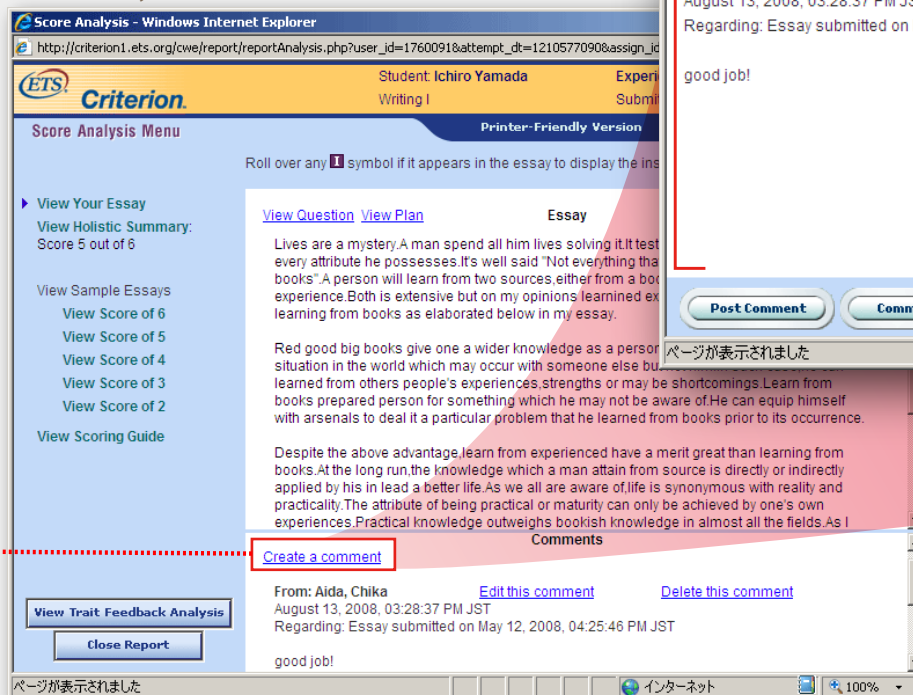 Score Analysis - Windows Internet Explorer
http://criterion1.ets.org/cwe/report/reportAnalysis.php?user_id=1760091&attempt_dt=1210577090&assign_id
ETS Criterion.
Student: Ichiro Yamada
Writing I
Score Analysis Menu
Printer-Friendly Version
Roll over any I symbol if it appears in the essay to display the
View Your Essay
View Holistic Summary:
Score 5 out of 6
View Sample Essays
View Score of 6
View Score of 5
View Score of 4
View Score of 3
View Score of 2
View Scoring Guide
View Trait Feedback Analysis
Close Report
View Question View Plan Essay
Lives are a mystery.A man spend all him lives solving it.It test
every attribute he possesses.It's well said "Not everything
books".A person will learn from two sources,either from a
experience.Both is extensive but on my opinions learnined
learning from books as elaborated below in my essay.
Red good big books give one a wider knowledge as a person
situation in the world which may occur with someone else
learned from others people's experiences,strengths or may be shortcomings.Learn from
books prepared person for something which he may not be aware of.He can equip himself
with arsenals to deal it a particular problem that he learned from books prior to its occurrence.
Despite the above advantage,learn from experienced have a merit great than learning from
books.At the long run,the knowledge which a man attain from source is directly or indirectly
applied by his in lead a better life.As we all are aware of,life is synonymous with reality and
practicality.The attribute of being practical or maturity can only be achieved by one's own
experiences.Practical knowledge outweighs bookish knowledge in almost all the fields.As I
Comments
Create a comment
From: Aida, Chika Edit this comment Delete this comment
August 13, 2008, 03:28:37 PM JST
Regarding: Essay submitted on May 12, 2008, 04:25:46 PM JST
good job!
ページが表示されました
インターネット
100%
August 13, 2008, 03:28:37 PM
Regarding: Essay submitted on
good job!
Post Comment
ページが表示されました